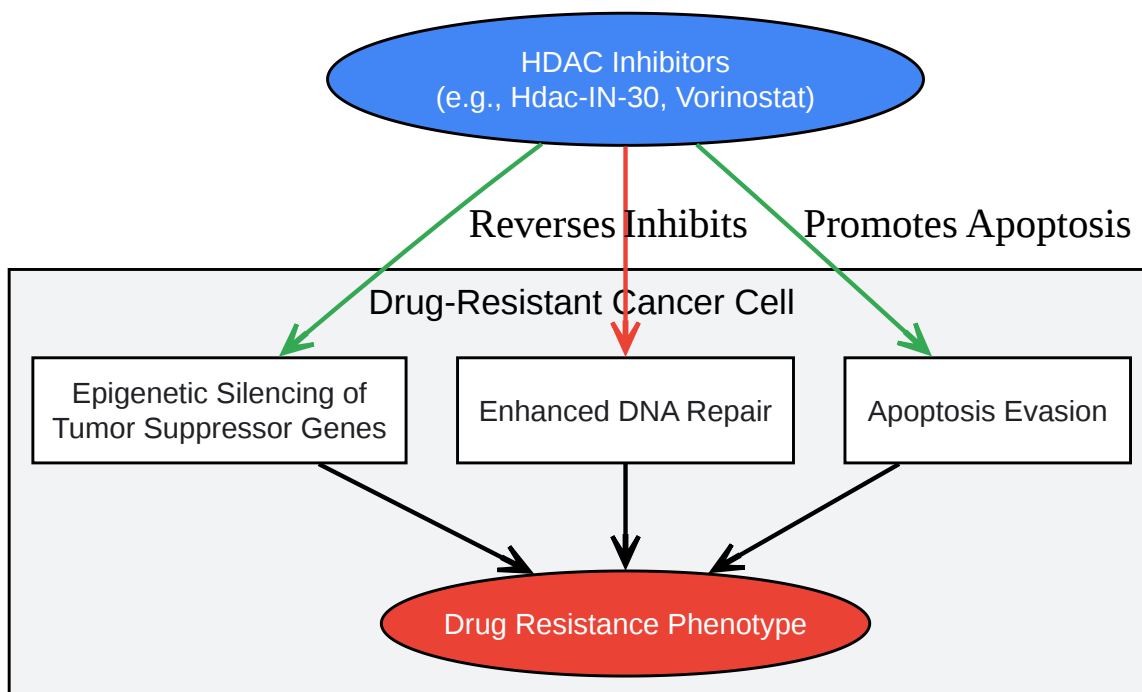 HDAC Inhibitors
(e.g., Hdac-IN-30, Vorinostat)
Reverses
Inhibits
Promotes Apoptosis
Drug-Resistant Cancer Cell
Epigenetic Silencing of
Tumor Suppressor Genes
Enhanced DNA Repair
Apoptosis Evasion
Drug Resistance Phenotype